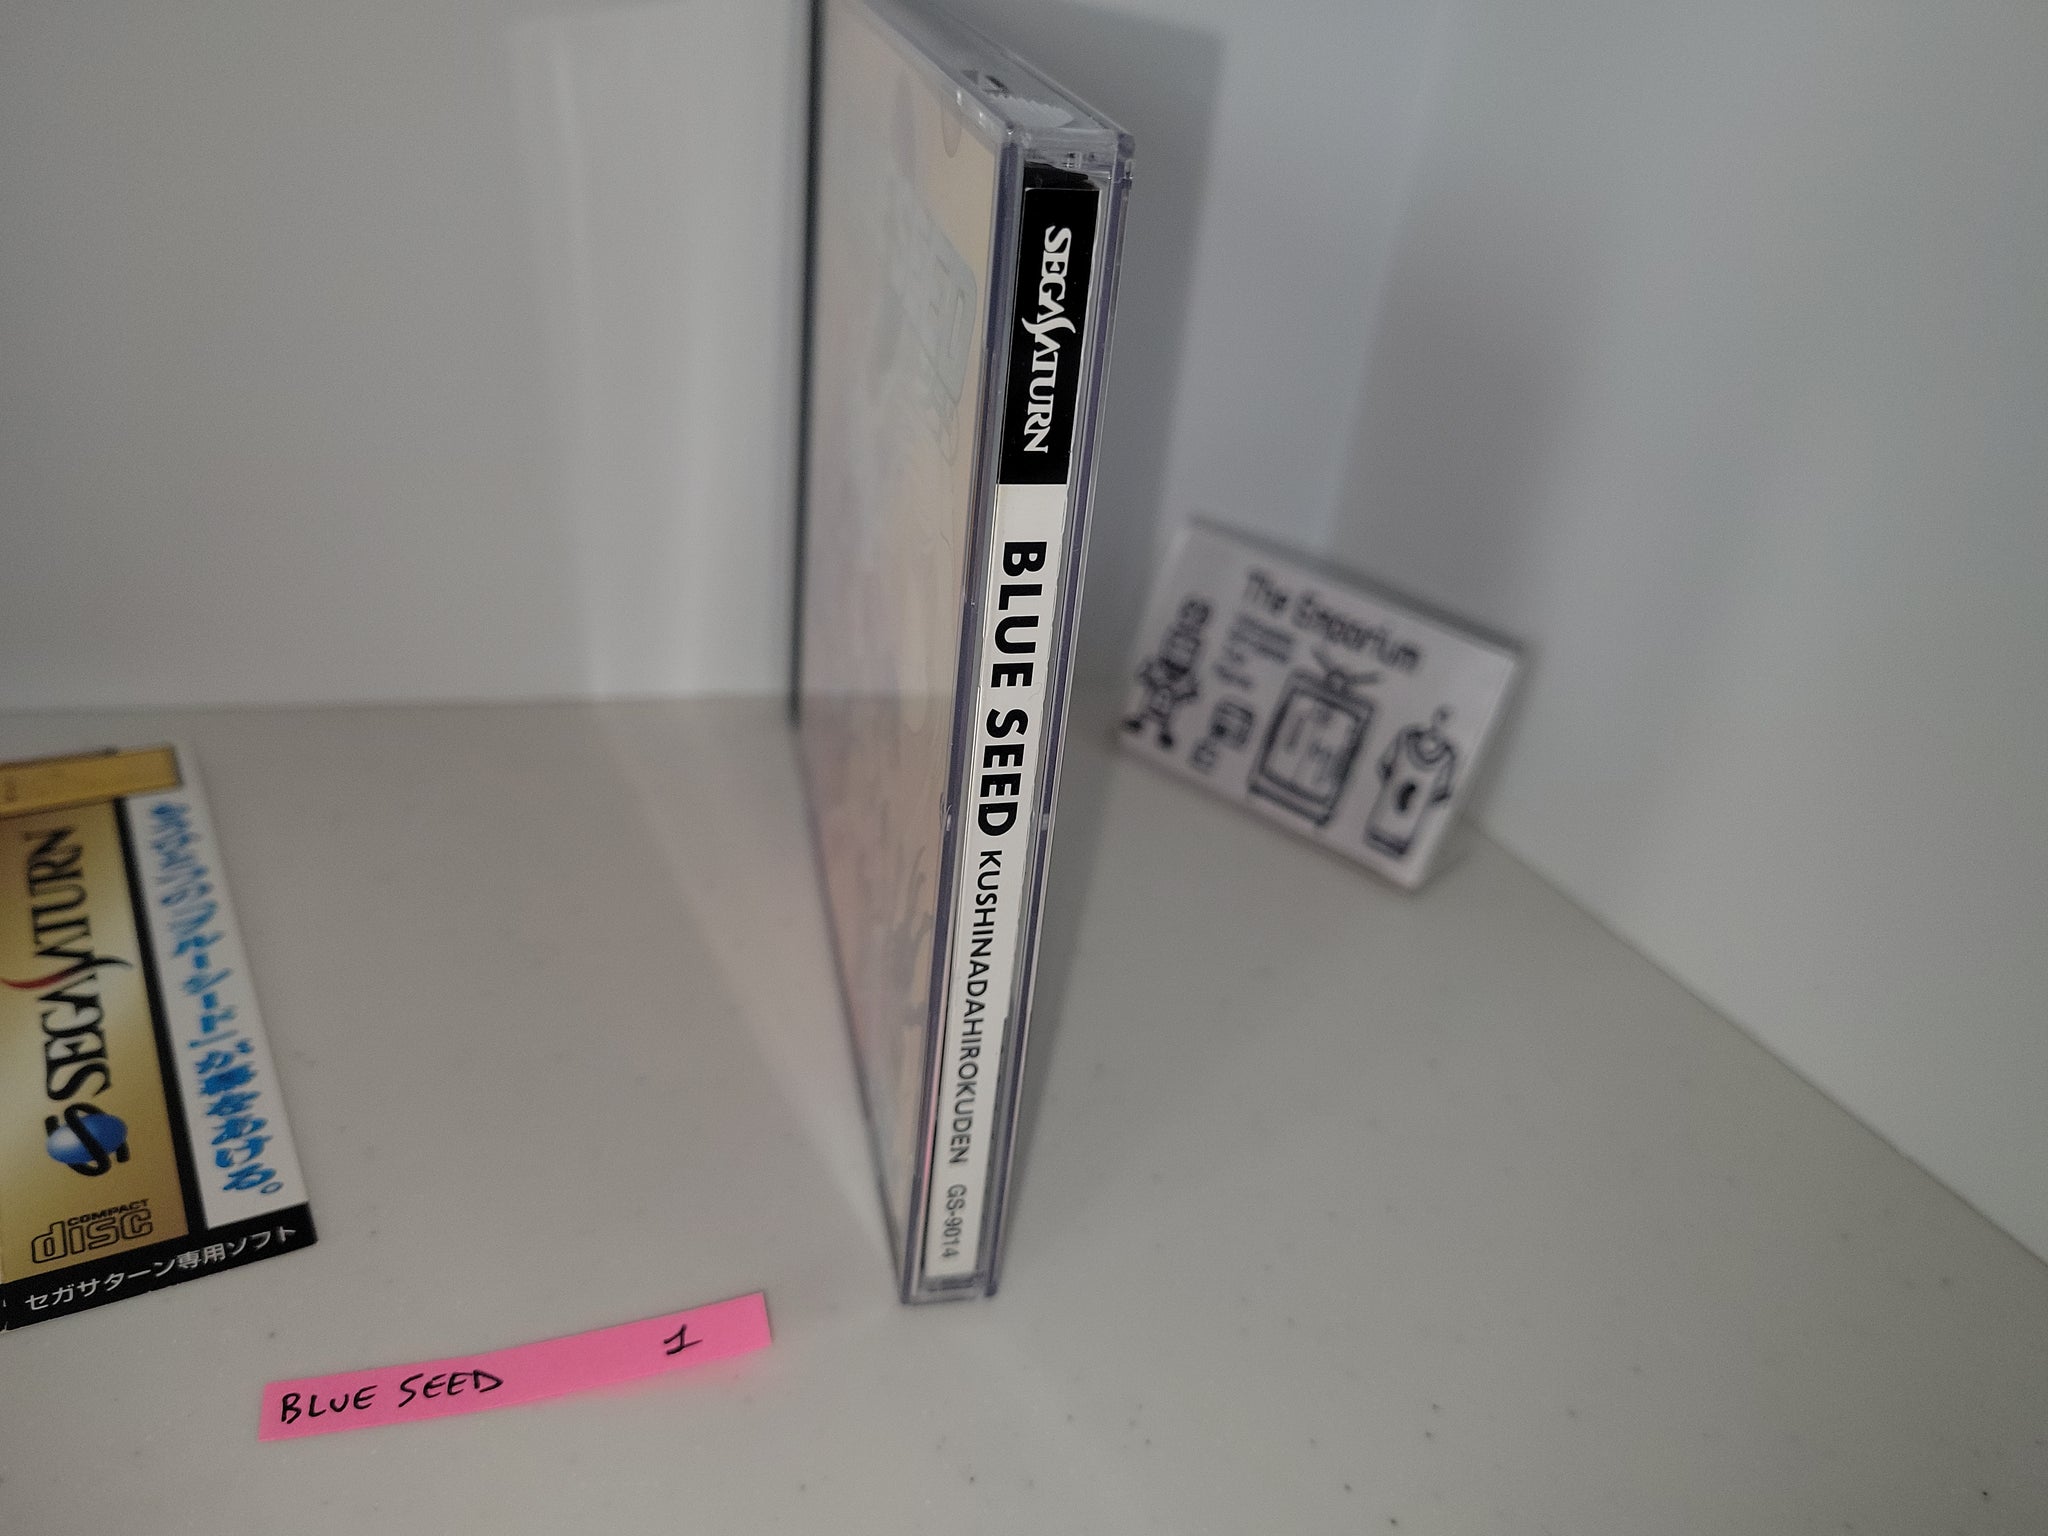 SEGA SATURN
BLUE SEED KUSHINADAHIROKUDEN GS-9014
The Emporium
SEGA SATURN
COMPACT
disc
セガサターン専用ソフト
BLUE SEED 1